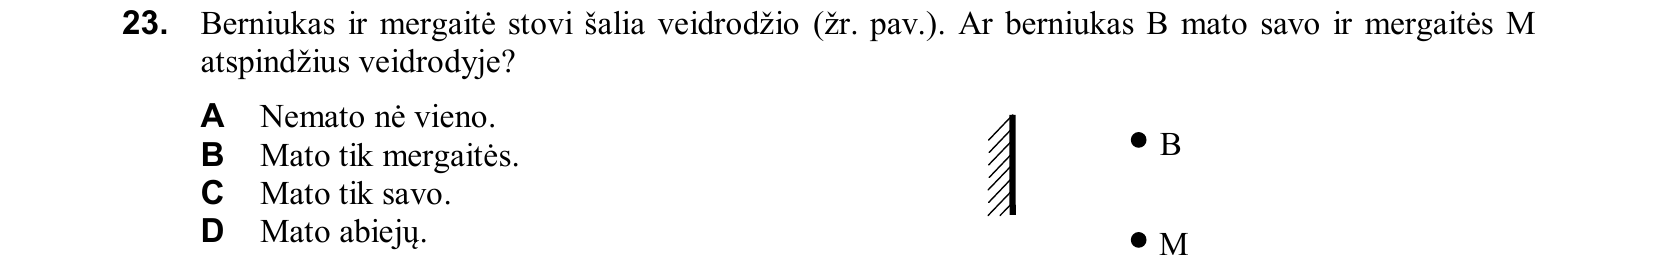 23. Berniukas ir mergaitė stovi šalia veidrodžio (žr. pav.). Ar berniukas B mato savo ir mergaitės M
atspindžius veidrodyje?
A Nemato nė vieno.
B Mato tik mergaitės.
C Mato tik savo.
D Mato abiejų.
B
M